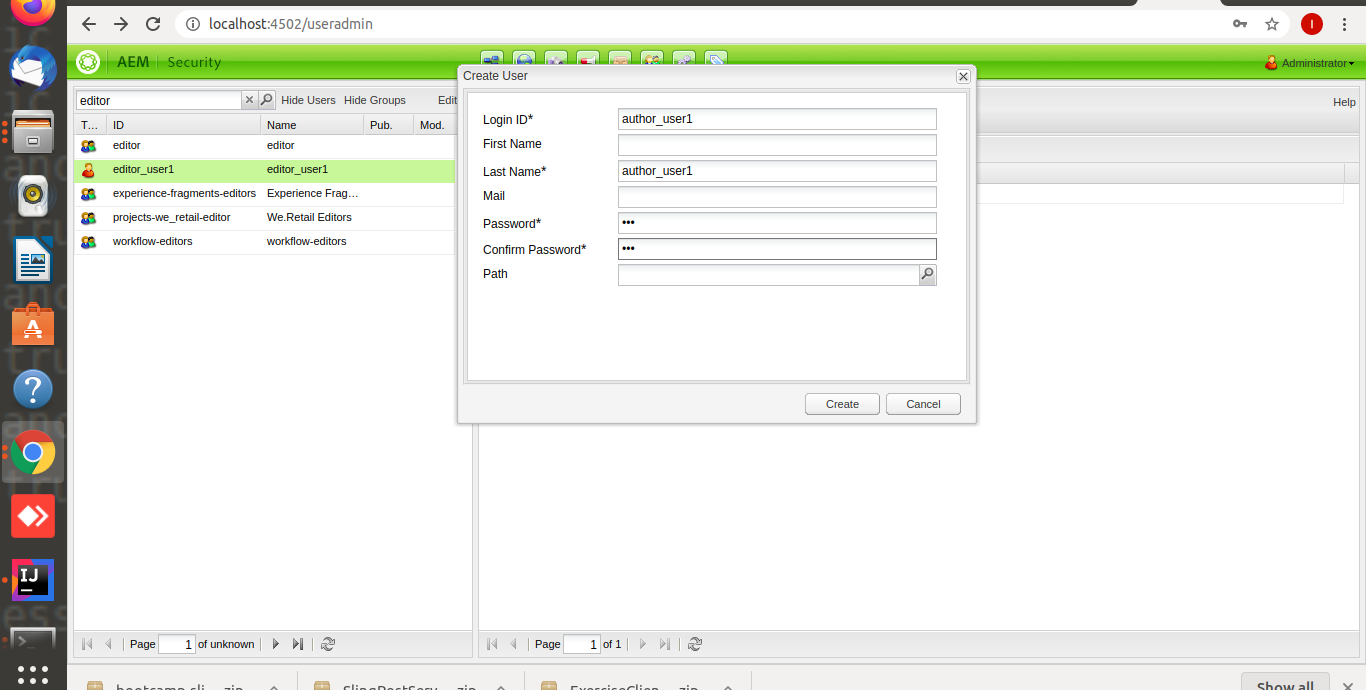 localhost:4502/useradmin
I
AEM Security
Administrator
Create User
editor
Hide Users Hide Groups Edit
Help
T... ID Name Pub. Mod.
editor editor
editor_user1 editor_user1
experience-fragments-editors Experience Frag...
projects-we_retail-editor We.Retail Editors
workflow-editors workflow-editors
Login ID* author_user1
First Name
Last Name* author_user1
Mail
Password* •••
Confirm Password* •••
Path
Create Cancel
Page 1 of unknown
Page 1 of 1
bootcamp.sli....zip
SlingPostServ....zip
ExerciseClien....zip
Show all